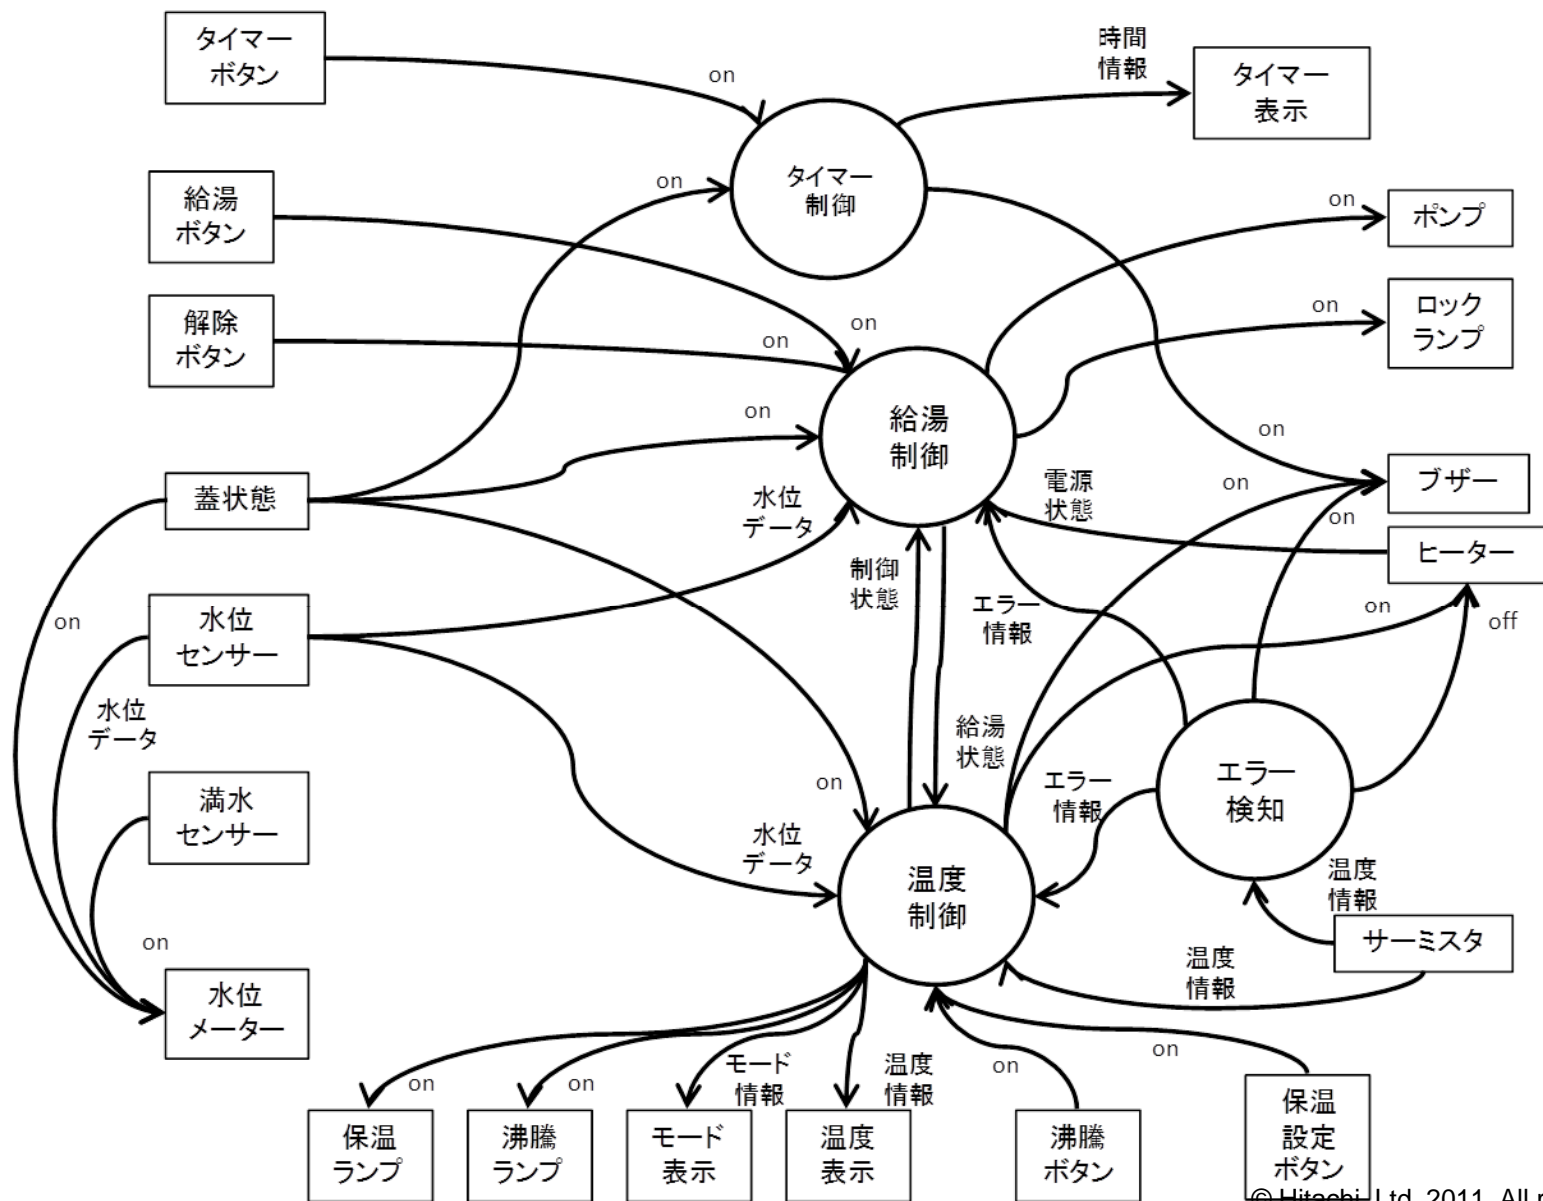 タイマー
ボタン
on
時間
情報
タイマー
表示
タイマー
制御
on
給湯
ボタン
on
ポンプ
解除
ボタン
on
on
on
ロック
ランプ
給湯
制御
on
on
蓋状態
水位
データ
電源
状態
on
ブザー
on
ヒーター
制御
状態
エラー
情報
on
off
on
水位
センサー
水位
データ
給湯
状態
エラー
情報
エラー
検知
満水
センサー
on
水位
データ
温度
制御
温度
情報
サーミスタ
温度
情報
on
水位
メーター
on
on
モード
情報
温度
情報
on
on
保温
ランプ
沸騰
ランプ
モード
表示
温度
表示
沸騰
ボタン
保温
設定
ボタン
© Hitachi, Ltd. 2011. All r